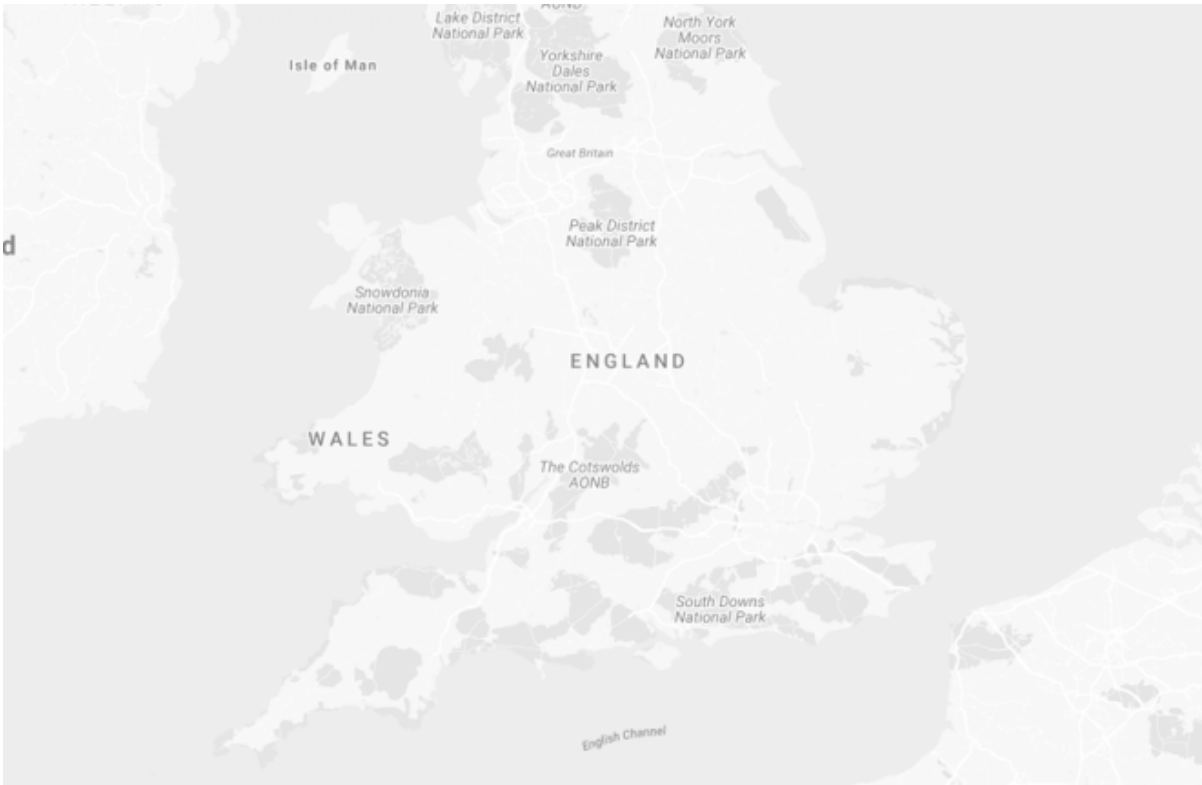 Lake District
National Park
AONB
North York
Moors
National Park
Isle of Man
Yorkshire
Dales
National Park
Great Britain
Peak District
National Park
d
Snowdonia
National Park
ENGLAND
WALES
The Cotswolds
AONB
South Downs
National Park
English Channel